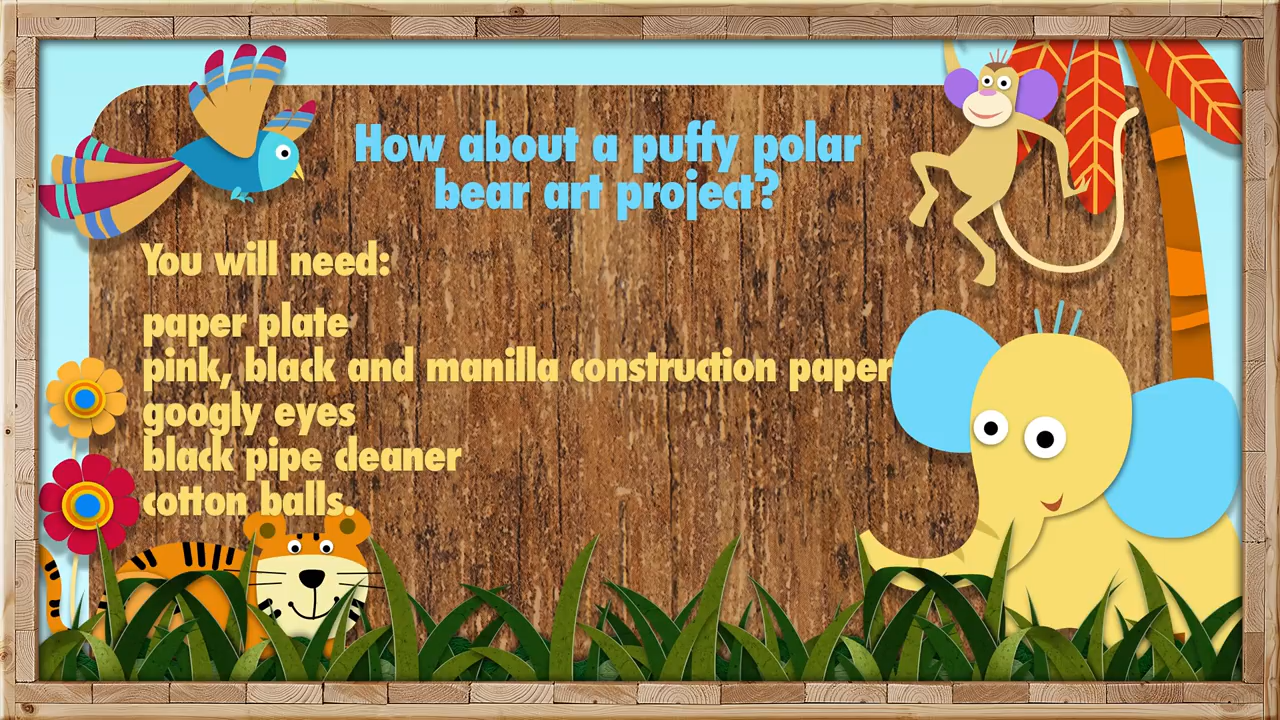 How about a puffy polar
bear art project?
You will need:
paper plate
pink, black and manilla construction paper
googly eyes
black pipe cleaner
cotton balls.